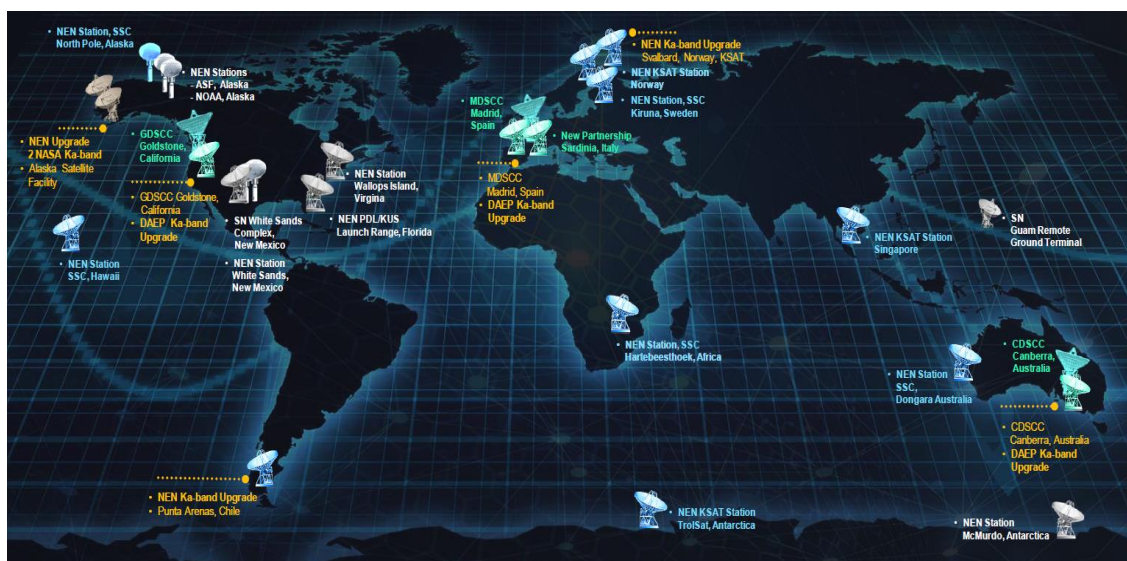 • NEN Station, SSC
North Pole, Alaska
• NEN Stations
- ASF, Alaska
- NOAA, Alaska
• NEN Upgrade
2 NASA Ka-band
• Alaska Satellite
Facility
• GDSCC
Goldstone,
California
• GDSCC Goldstone,
California
• DAEP Ka-band
Upgrade
• NEN Station
SSC, Hawaii
• SN White Sands
Complex,
New Mexico
• NEN Station
White Sands,
New Mexico
• NEN Station
Wallops Island,
Virgina
• NEN PDL/KUS
Launch Range, Florida
• NEN Ka-band Upgrade
• Punta Arenas, Chile
• MDSCC
Madrid,
Spain
• New Partnership
Sardinia, Italy
• MDSCC
Madrid, Spain
• DAEP Ka-band
Upgrade
• NEN Ka-band Upgrade
Svalbard, Norway, KSAT
• NEN KSAT Station
Norway
• NEN Station, SSC
Kiruna, Sweden
• NEN Station, SSC
Hartebeesthoek, Africa
• NEN KSAT Station
TrolSat, Antarctica
• NEN KSAT Station
Singapore
• SN
Guam Remote
Ground Terminal
• NEN Station
SSC,
Dongara Australia
• CDSCC
Canberra,
Australia
• CDSCC
Canberra, Australia
• DAEP Ka-band
Upgrade
• NEN Station
McMurdo, Antarctica